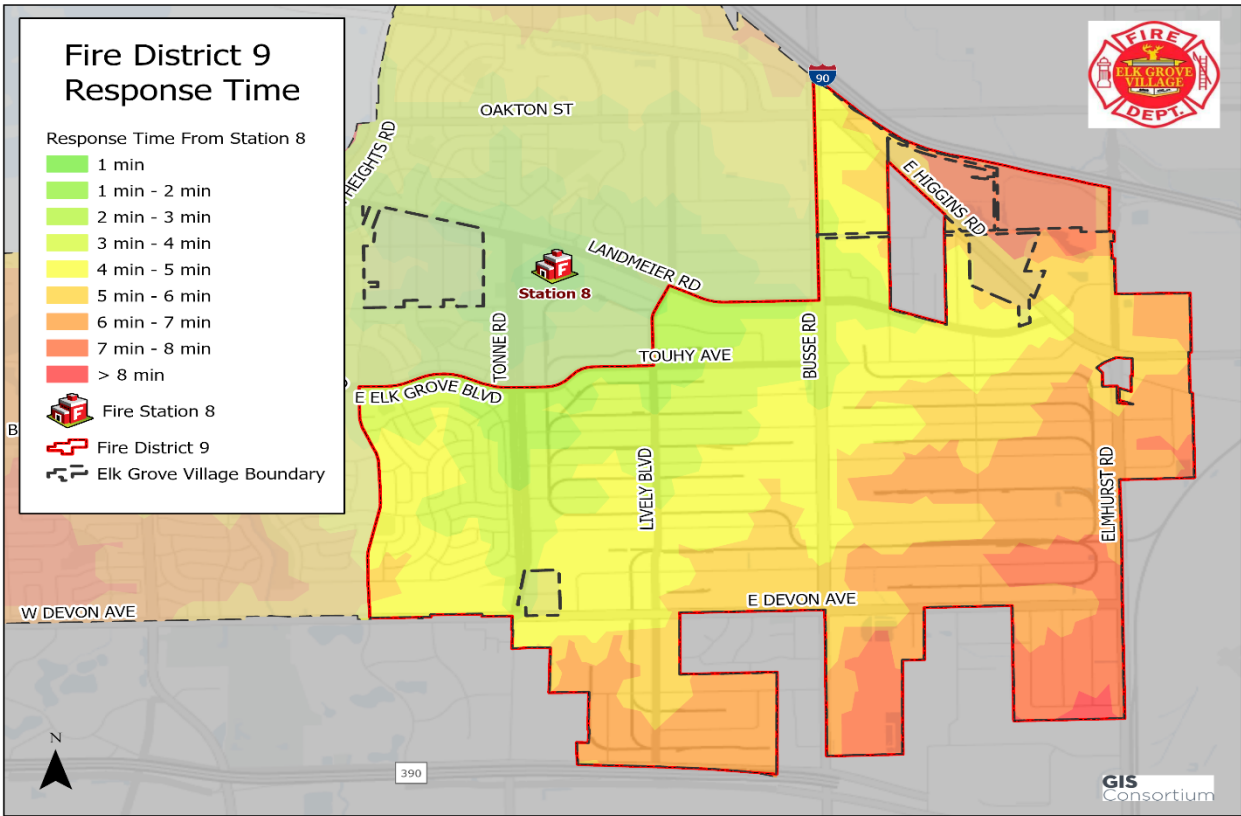 Fire District 9
Response Time
Response Time From Station 8
1 min
1 min - 2 min
2 min - 3 min
3 min - 4 min
4 min - 5 min
5 min - 6 min
6 min - 7 min
7 min - 8 min
> 8 min
Fire Station 8
Fire District 9
Elk Grove Village Boundary
FIRE
ELK GROVE
VILLAGE
DEPT.
90
OAKTON ST
HEIGHTS RD
E HIGGINS RD
LANDMEIER RD
F
Station 8
TONNE RD
BUSSE RD
TOUHY AVE
E ELK GROVE BLVD
B
LIVELY BLVD
ELMHURST RD
W DEVON AVE
E DEVON AVE
N
390
GIS
Consortium